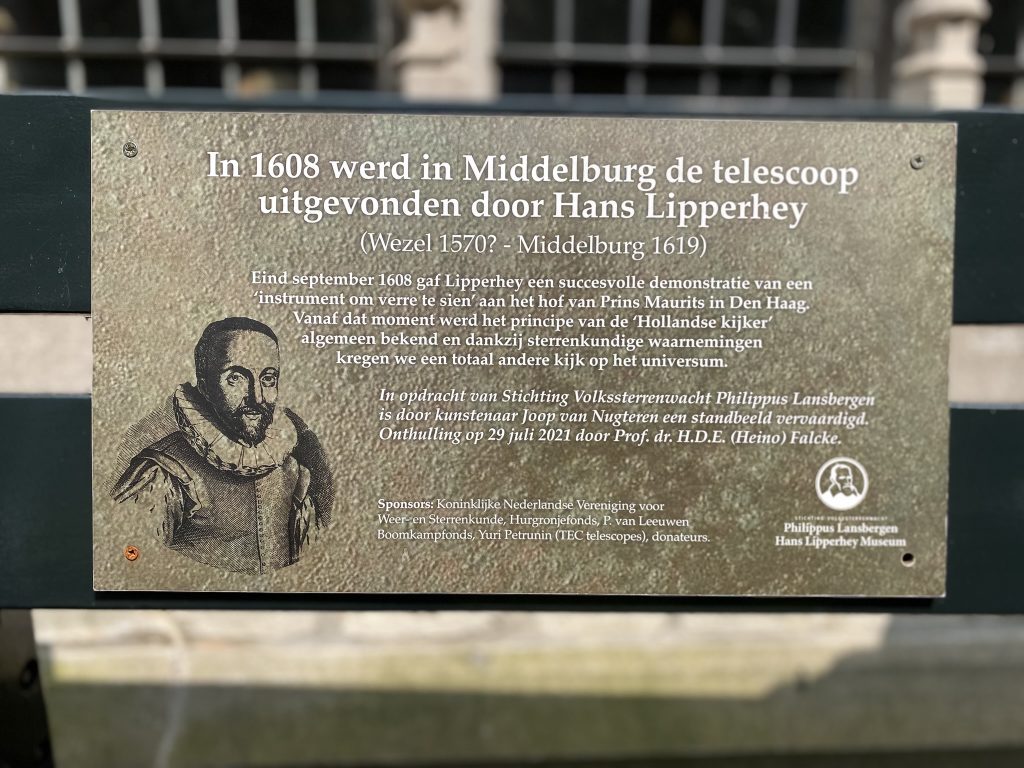 In 1608 werd in Middelburg de telescoop
uitgevonden door Hans Lipperhey
(Wezel 1570? - Middelburg 1619)
Eind september 1608 gaf Lipperhey een succesvolle demonstratie van een
‘instrument om verre te sien’ aan het hof van Prins Maurits in Den Haag.
Vanaf dat moment werd het principe van de ‘Hollandse kijker’
algemeen bekend en dankzij sterrenkundige waarnemingen
kregen we een totaal andere kijk op het universum.
In opdracht van Stichting Volkssterrenwacht Philippus Lansbergen
is door kunstenaar Joop van Nugteren een standbeeld vervaardigd.
Onthulling op 29 juli 2021 door Prof. dr. H.D.E. (Heino) Falcke.
Sponsors: Koninklijke Nederlandse Vereniging voor
Weer- en Sterrenkunde, Hurgronjefonds, P. van Leeuwen
Boomkampfonds, Yuri Petrunin (TEC telescopes), donateurs.
STICHTING VOLKSSTERRENWACHT
Philippus Lansbergen
Hans Lipperhey Museum